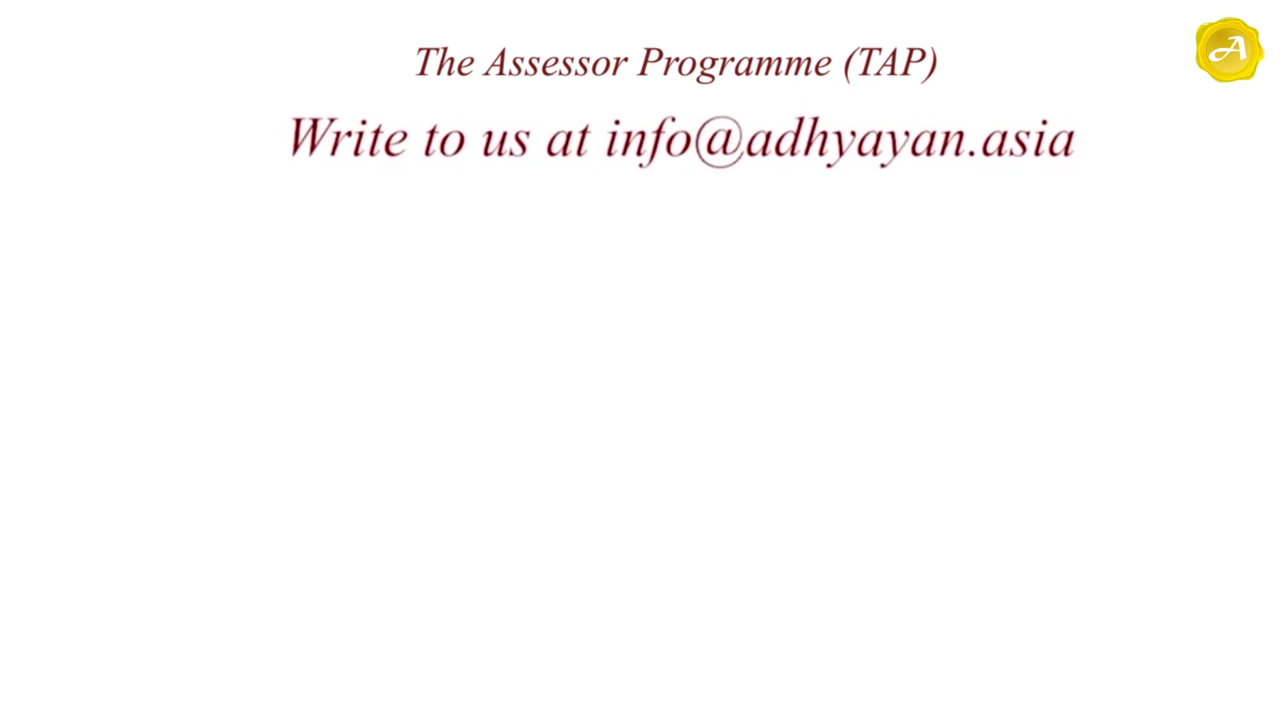 The Assessor Programme (TAP)
A
Write to us at info@adhyayan.asia